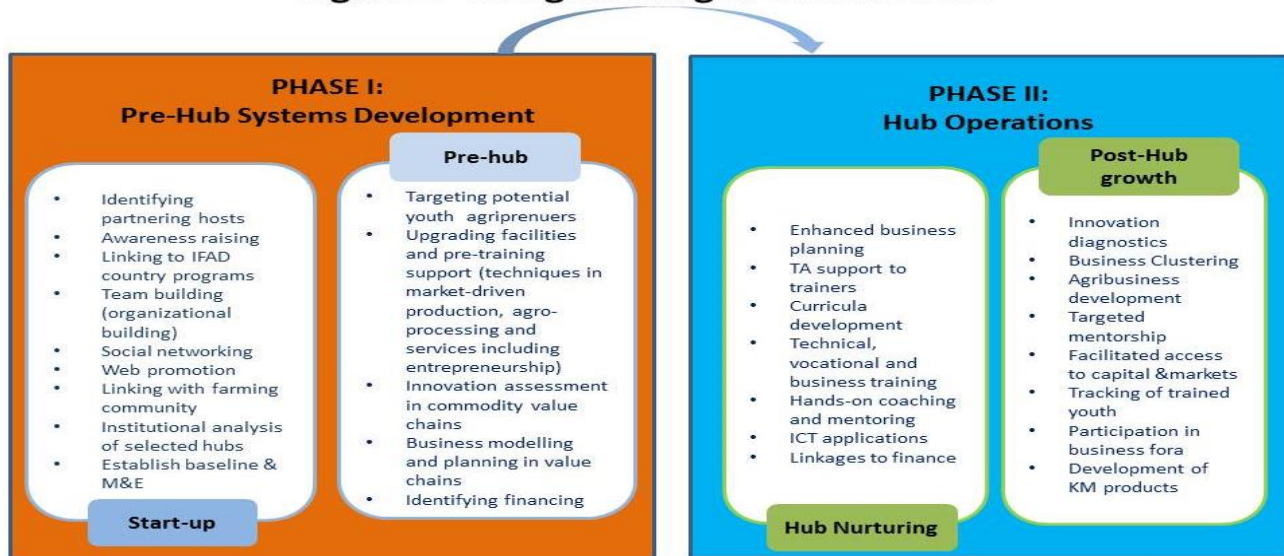 PHASE I:
Pre-Hub Systems Development
• Identifying
partnering hosts
• Awareness raising
• Linking to IFAD
country programs
• Team building
(organizational
building)
• Social networking
• Web promotion
• Linking with farming
community
• Institutional analysis
of selected hubs
• Establish baseline &
M&E
Start-up
Pre-hub
• Targeting potential
youth agriprenuers
• Upgrading facilities
and pre-training
support (techniques in
market-driven
production, agro-
processing and
services including
entrepreneurship)
• Innovation assessment
in commodity value
chains
• Business modelling
and planning in value
chains
• Identifying financing
PHASE II:
Hub Operations
• Enhanced business
planning
• TA support to
trainers
• Curricula
development
• Technical,
vocational and
business training
• Hands-on coaching
and mentoring
• ICT applications
• Linkages to finance
Hub Nurturing
Post-Hub
growth
• Innovation
diagnostics
• Business Clustering
• Agribusiness
development
• Targeted
mentorship
• Facilitated access
to capital &markets
• Tracking of trained
youth
• Participation in
business fora
• Development of
KM products